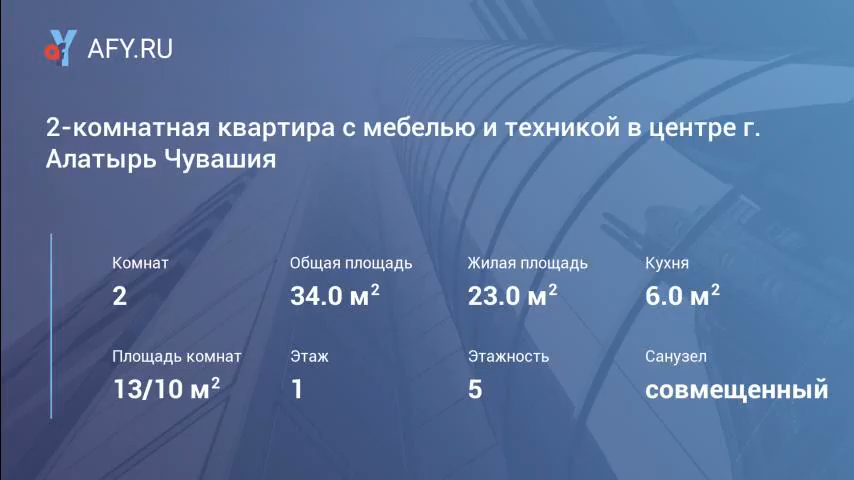 AFY.RU
2-комнатная квартира с мебелью и техникой в центре г.
Алатырь Чувашия
Комнат Общая площадь Жилая площадь Кухня
2 34.0 м² 23.0 м² 6.0 м²
Площадь комнат Этаж Этажность Санузел
13/10 м² 1 5 совмещенный